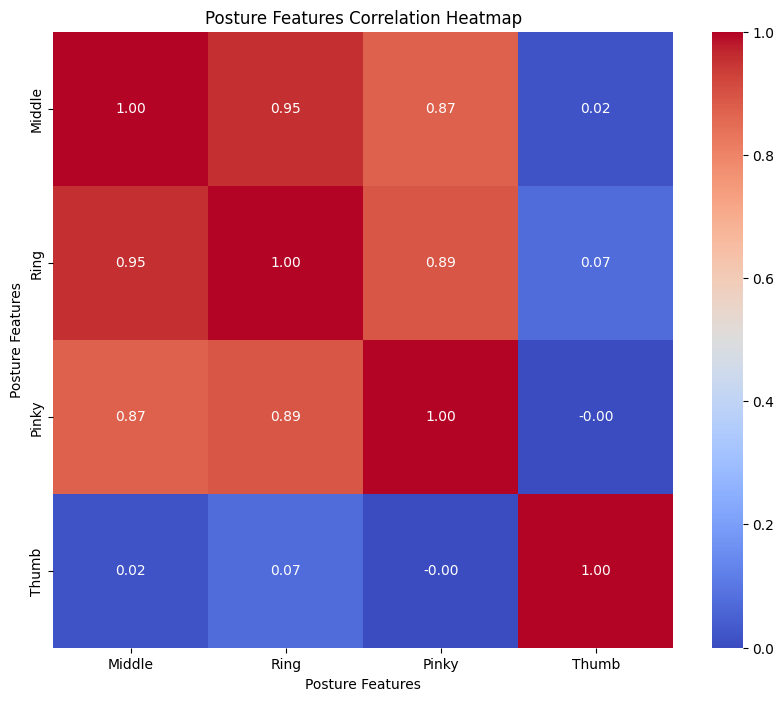 Posture Features Correlation Heatmap
Posture Features
Middle
1.00 0.95 0.87 0.02
Ring
0.95 1.00 0.89 0.07
Pinky
0.87 0.89 1.00 -0.00
Thumb
0.02 0.07 -0.00 1.00
Middle Ring Pinky Thumb
Posture Features
1.0
0.8
0.6
0.4
0.2
0.0